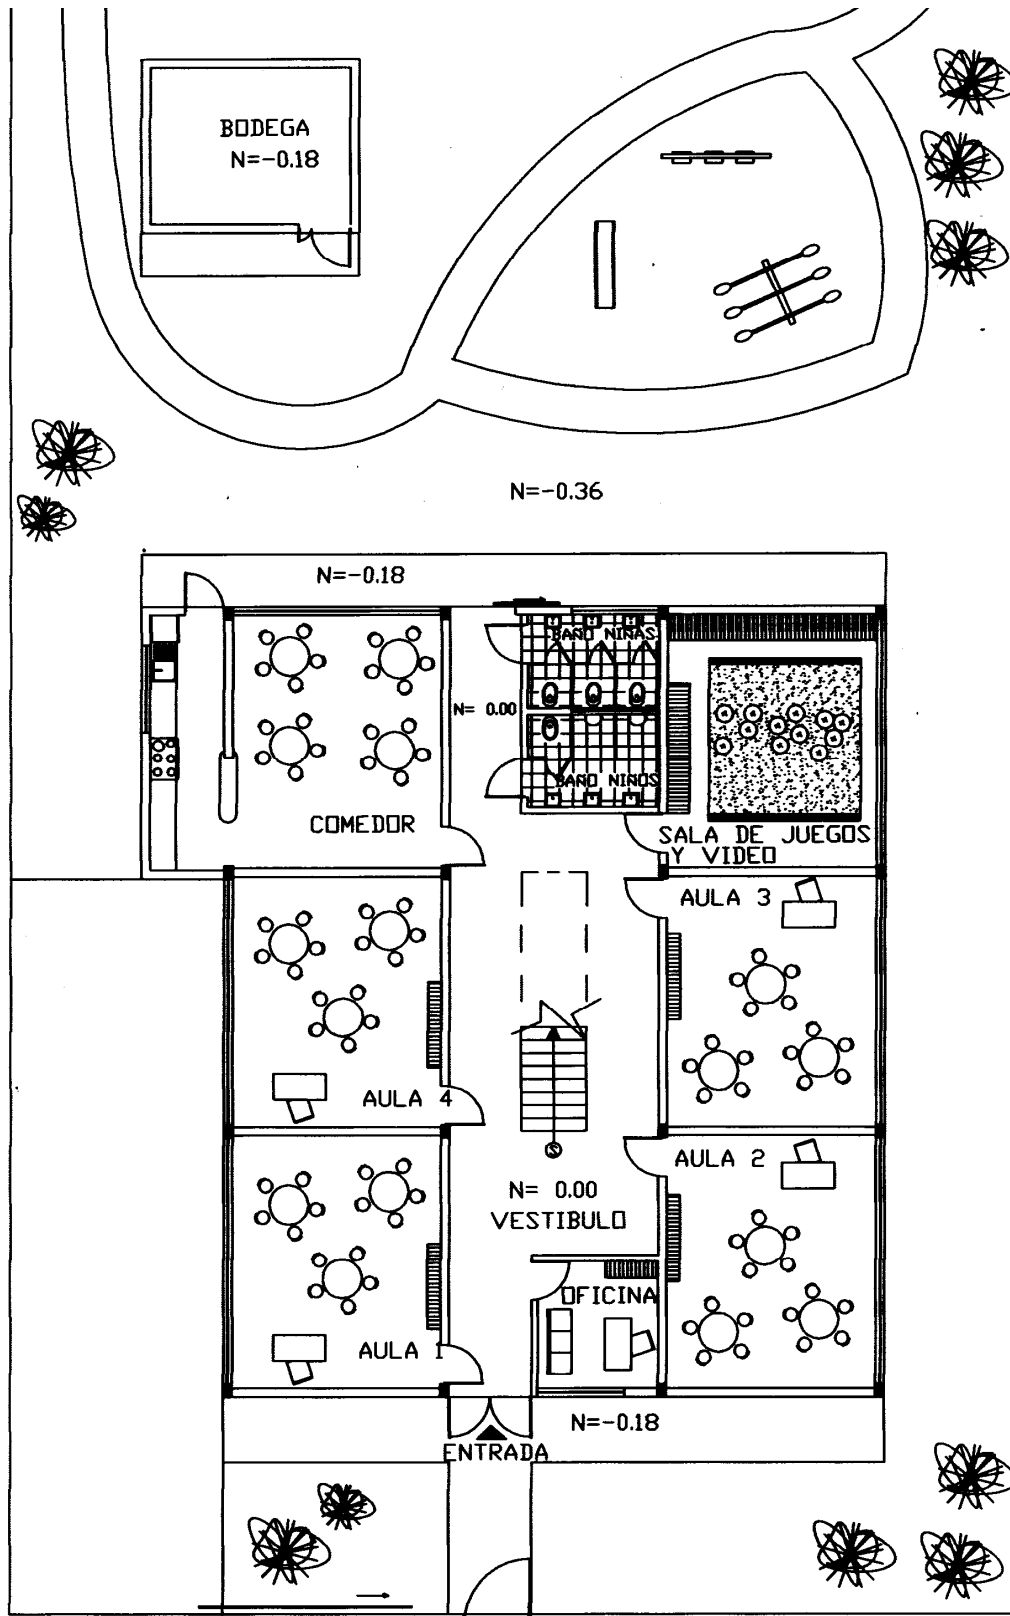 BODEGA
N=-0.18
N=-0.36
N=-0.18
BAÑO NIÑAS
N= 0.00
BAÑO NIÑOS
COMEDOR
SALA DE JUEGOS
Y VIDEO
AULA 3
AULA 4
S
AULA 2
N= 0.00
VESTIBULO
OFICINA
AULA 1
N=-0.18
ENTRADA